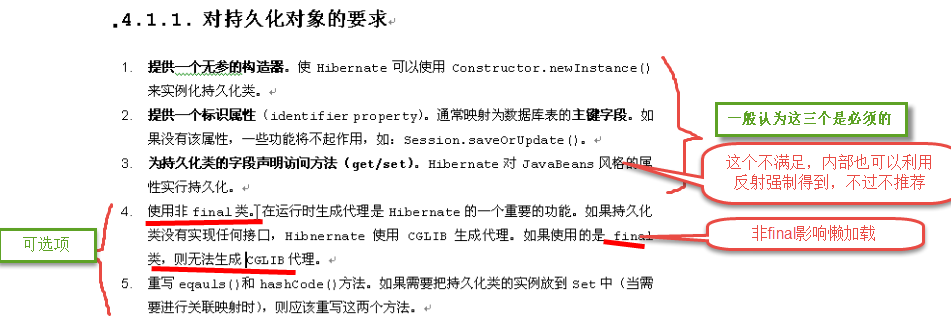 .4.1.1. 对持久化对象的要求
1. 提供一个无参的构造器。使 Hibernate 可以使用 Constructor.newInstance()
来实例化持久化类。
2. 提供一个标识属性(identifier property)。通常映射为数据库表的主键字段。如
果没有该属性，一些功能将不起作用，如：Session.saveOrUpdate()。
3. 为持久化类的字段声明访问方法(get/set)。Hibernate 对 JavaBeans 风格的属
性实行持久化。
4. 使用非 final 类。在运行时生成代理是 Hibernate 的一个重要的功能。如果持久化
类没有实现任何接口，Hibnernate 使用 CGLIB 生成代理。如果使用的是 final
类，则无法生成 CGLIB 代理。
5. 重写 eqauls()和 hashCode()方法。如果需要把持久化类的实例放到 Set 中（当需
要进行关联映射时），则应该重写这两个方法。
一般认为这三个是必须的
这个不满足，内部也可以利用
反射强制得到，不过不推荐
可选项
非final影响懒加载